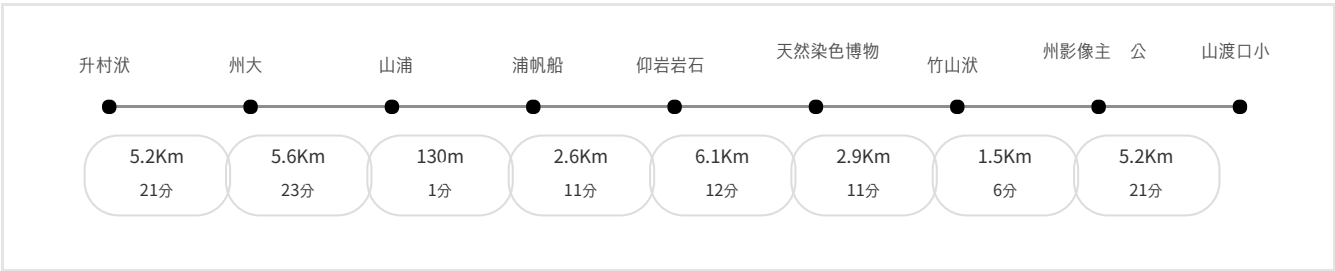 升村洑
州大
山浦
浦帆船
仰岩岩石
天然染色博物
竹山洑
州影像主 公
山渡口小
5.2Km
21分
5.6Km
23分
130m
1分
2.6Km
11分
6.1Km
12分
2.9Km
11分
1.5Km
6分
5.2Km
21分